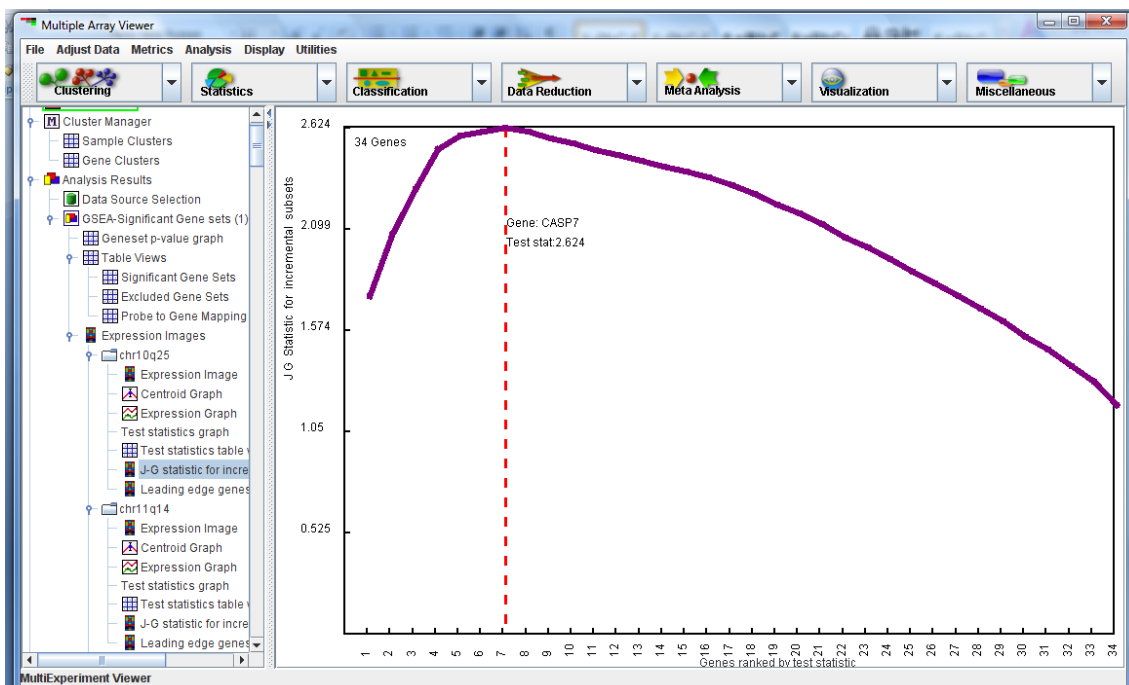 Multiple Array Viewer
File Adjust Data Metrics Analysis Display Utilities
Clustering Statistics Classification Data Reduction Meta Analysis Visualization Miscellaneous
M Cluster Manager
Sample Clusters
Gene Clusters
Analysis Results
Data Source Selection
GSEA-Significant Gene sets (1)
Geneset p-value graph
Table Views
Significant Gene Sets
Excluded Gene Sets
Probe to Gene Mapping
Expression Images
chr10q25
Expression Image
Centroid Graph
Expression Graph
Test statistics graph
Test statistics table v
J-G statistic for incre
Leading edge genes
chr11q14
Expression Image
Centroid Graph
Expression Graph
Test statistics graph
Test statistics table v
J-G statistic for incre
Leading edge genes
MultiExperiment Viewer
J G Statistic for incremental subsets
2.624
2.099
1.574
1.05
0.525
34 Genes
Gene: CASP7
Test stat:2.624
1 2 3 4 5 6 7 8 9 10 11 12 13 14 15 16 17 18 19 20 21 22 23 24 25 26 27 28 29 30 31 32 33 34
Genes ranked by test statistic